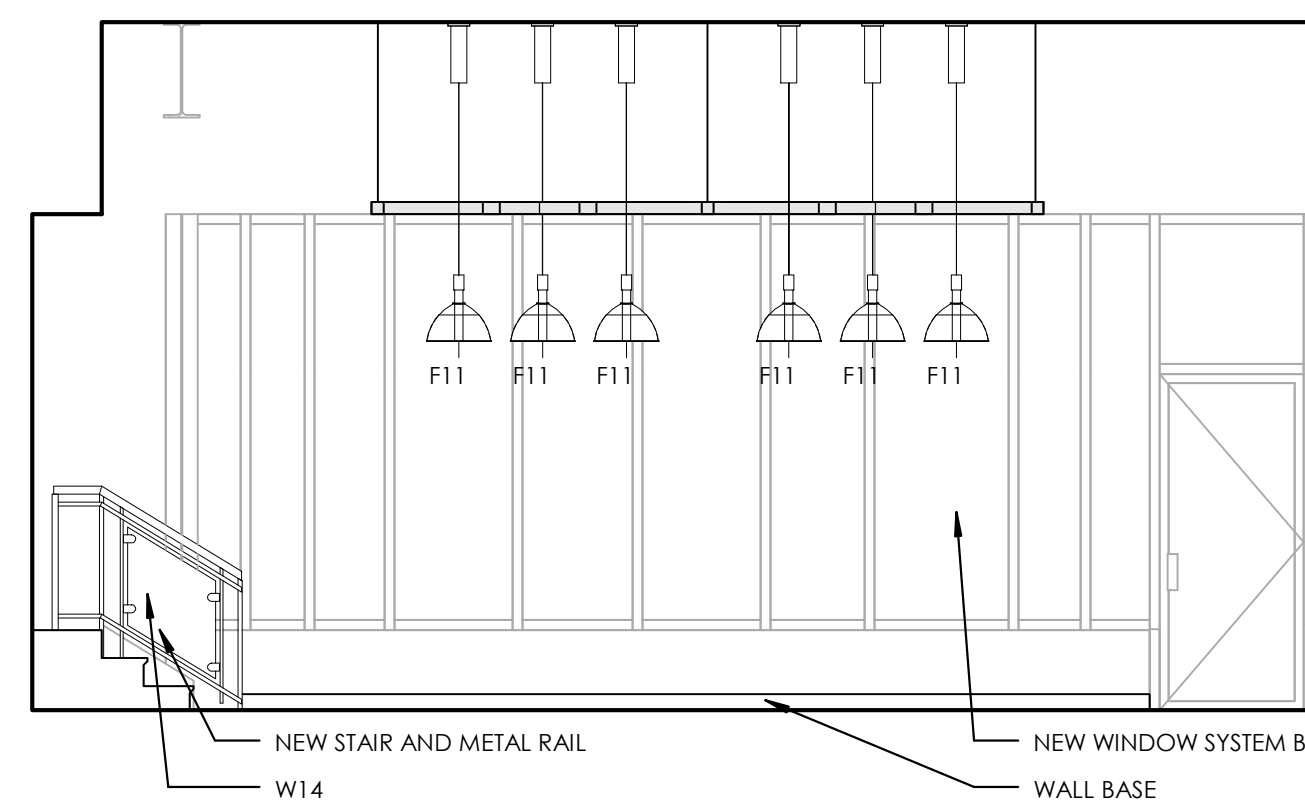 F11 F11 F11 F11 F11 F11
NEW STAIR AND METAL RAIL
NEW WINDOW SYSTEM B
W14
WALL BASE